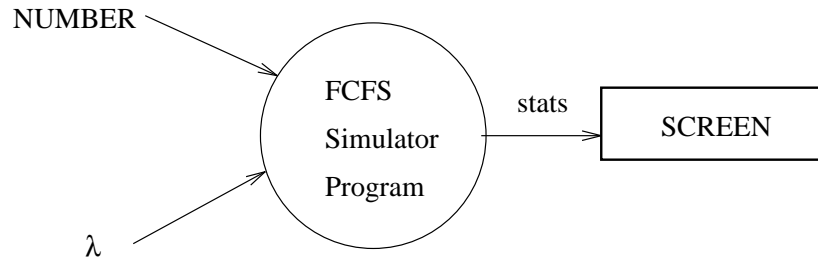 NUMBER
FCFS
Simulator
Program
stats
SCREEN
λ